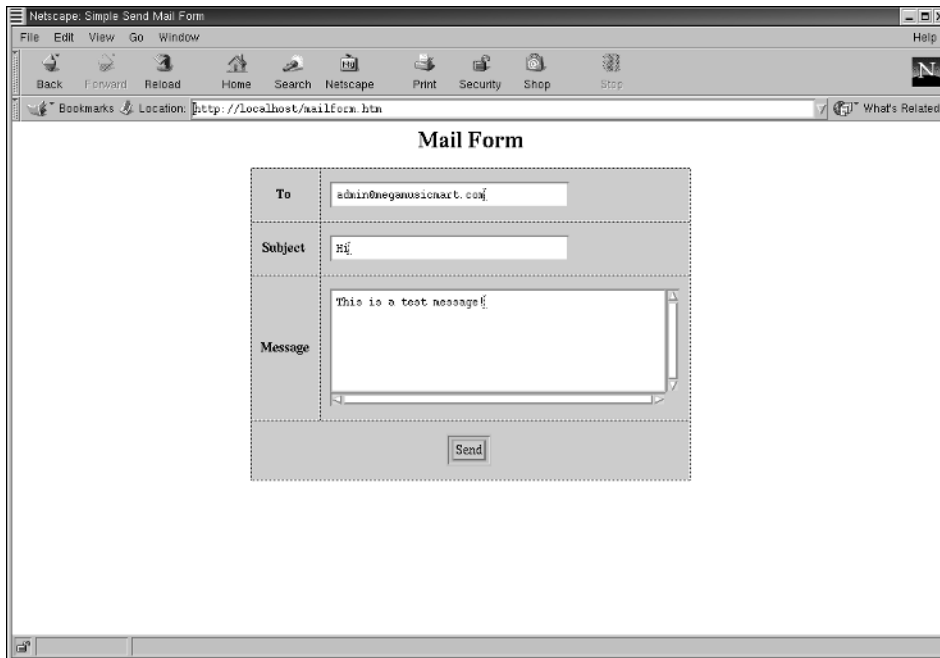 Netscape: Simple Send Mail Form
File Edit View Go Window Help
Back Forward Reload Home Search Netscape Print Security Shop Stop
My
N
Bookmarks Location: http://localhost/mailform.htm What's Related
Mail Form
To admin@megamusicmart.com
Subject Hi
Message This is a test message!
Send